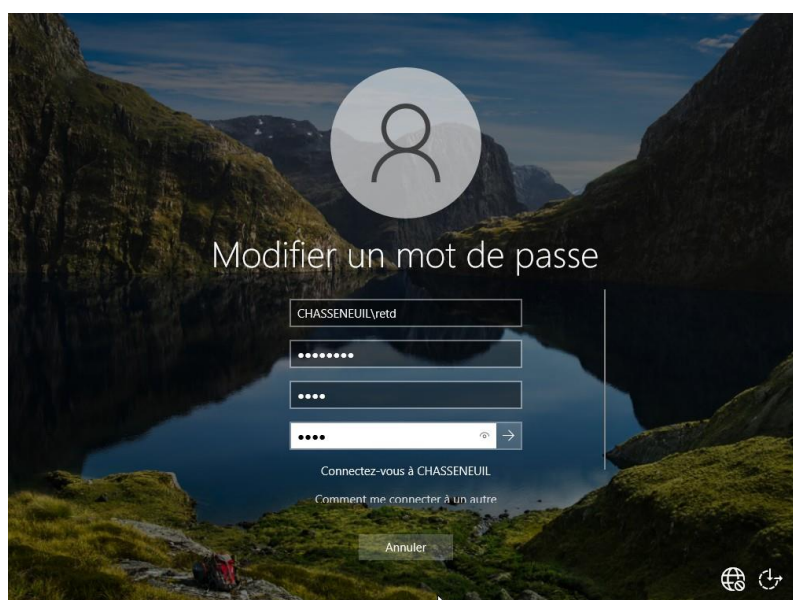 Modifier un mot de passe
CHASSENEUIL\retd
••••••••
••••
••••
Connectez-vous à CHASSENEUIL
Comment me connecter à un autre
Annuler